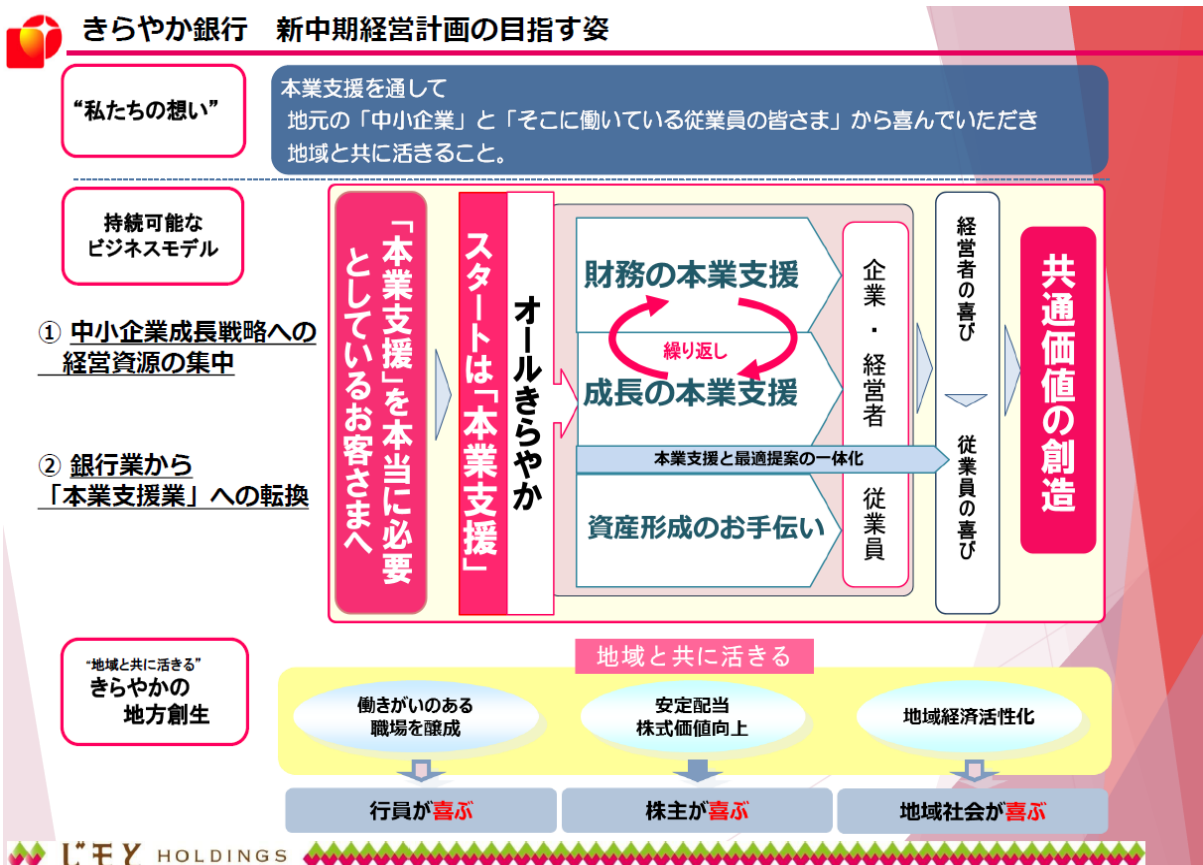 きらやか銀行 新中期経営計画の目指す姿
“私たちの想い”
本業支援を通して
地元の「中小企業」と「そこに働いている従業員の皆さま」から喜んでいただき
地域と共に活きること。
持続可能な
ビジネスモデル
① 中小企業成長戦略への
経営資源の集中
② 銀行業から
「本業支援業」への転換
「本業支援」を本当に必要
としているお客さまへ
スタートは「本業支援」
オールきらやか
財務の本業支援
繰り返し
成長の本業支援
本業支援と最適提案の一体化
資産形成のお手伝い
企業・経営者
従業員
経営者の喜び
従業員の喜び
共通価値の創造
“地域と共に活きる”
きらやかの
地方創生
地域と共に活きる
働きがいのある
職場を醸成
安定配当
株式価値向上
地域経済活性化
行員が喜ぶ
株主が喜ぶ
地域社会が喜ぶ
じモト HOLDINGS